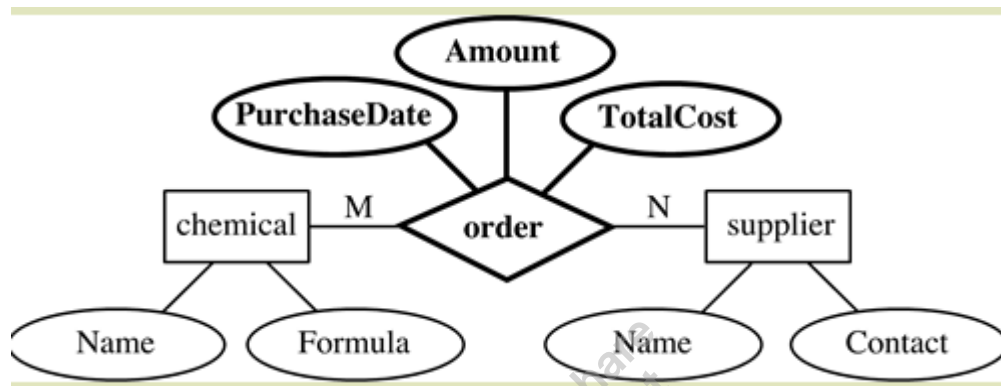 Amount
PurchaseDate TotalCost
M N
chemical order supplier
Name Formula Name Contact